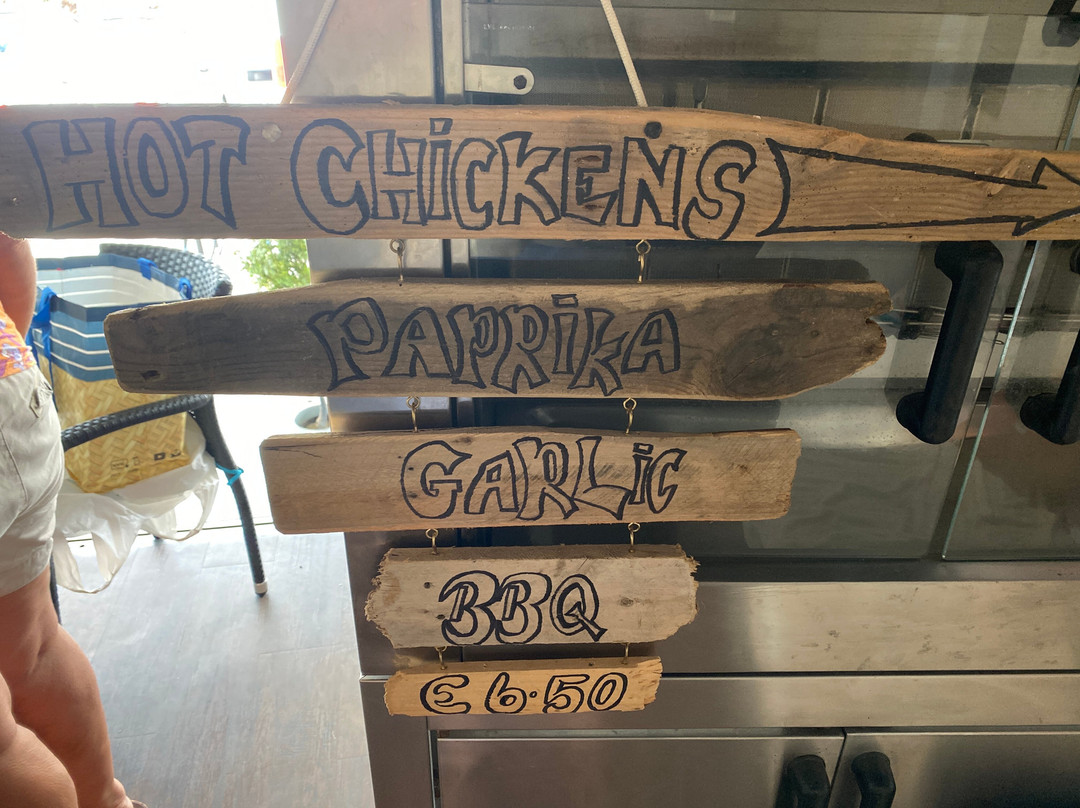 HOT CHICKENS
PAPRIKA
GARLIC
BBQ
€ 6.50